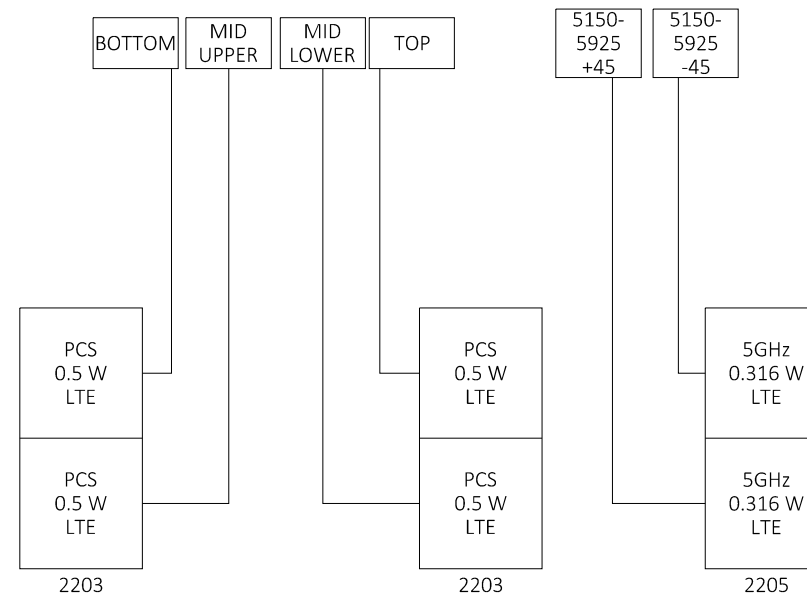 BOTTOM
MID
UPPER
MID
LOWER
TOP
5150-
5925
+45
5150-
5925
-45
PCS
0.5 W
LTE
PCS
0.5 W
LTE
2203
PCS
0.5 W
LTE
PCS
0.5 W
LTE
2203
5GHz
0.316 W
LTE
5GHz
0.316 W
LTE
2205